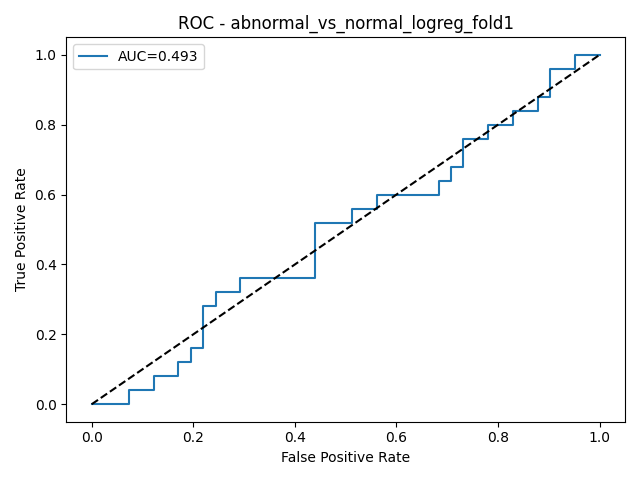 ROC - abnormal_vs_normal_logreg_fold1
AUC=0.493
True Positive Rate
1.0
0.8
0.6
0.4
0.2
0.0
0.0 0.2 0.4 0.6 0.8 1.0
False Positive Rate